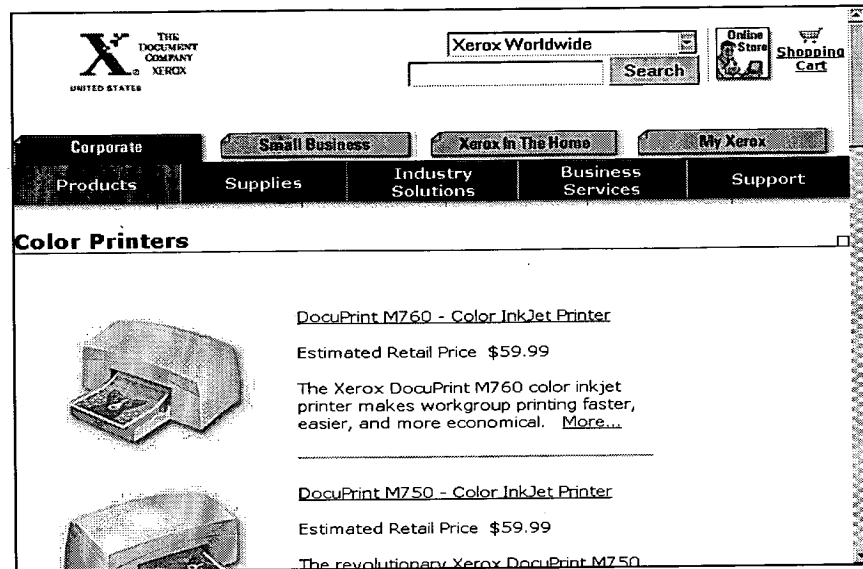 THE
DOCUMENT
COMPANY
XEROX
UNITED STATES
Xerox Worldwide
Search
Online
Store
Shopping
Cart
Corporate
Small Business
Xerox In The Home
My Xerox
Products
Supplies
Industry
Solutions
Business
Services
Support
Color Printers
DocuPrint M760 - Color InkJet Printer
Estimated Retail Price $59.99
The Xerox DocuPrint M760 color inkjet
printer makes workgroup printing faster,
easier, and more economical. More...
DocuPrint M750 - Color InkJet Printer
Estimated Retail Price $59.99
The revolutionary Xerox DocuPrint M750